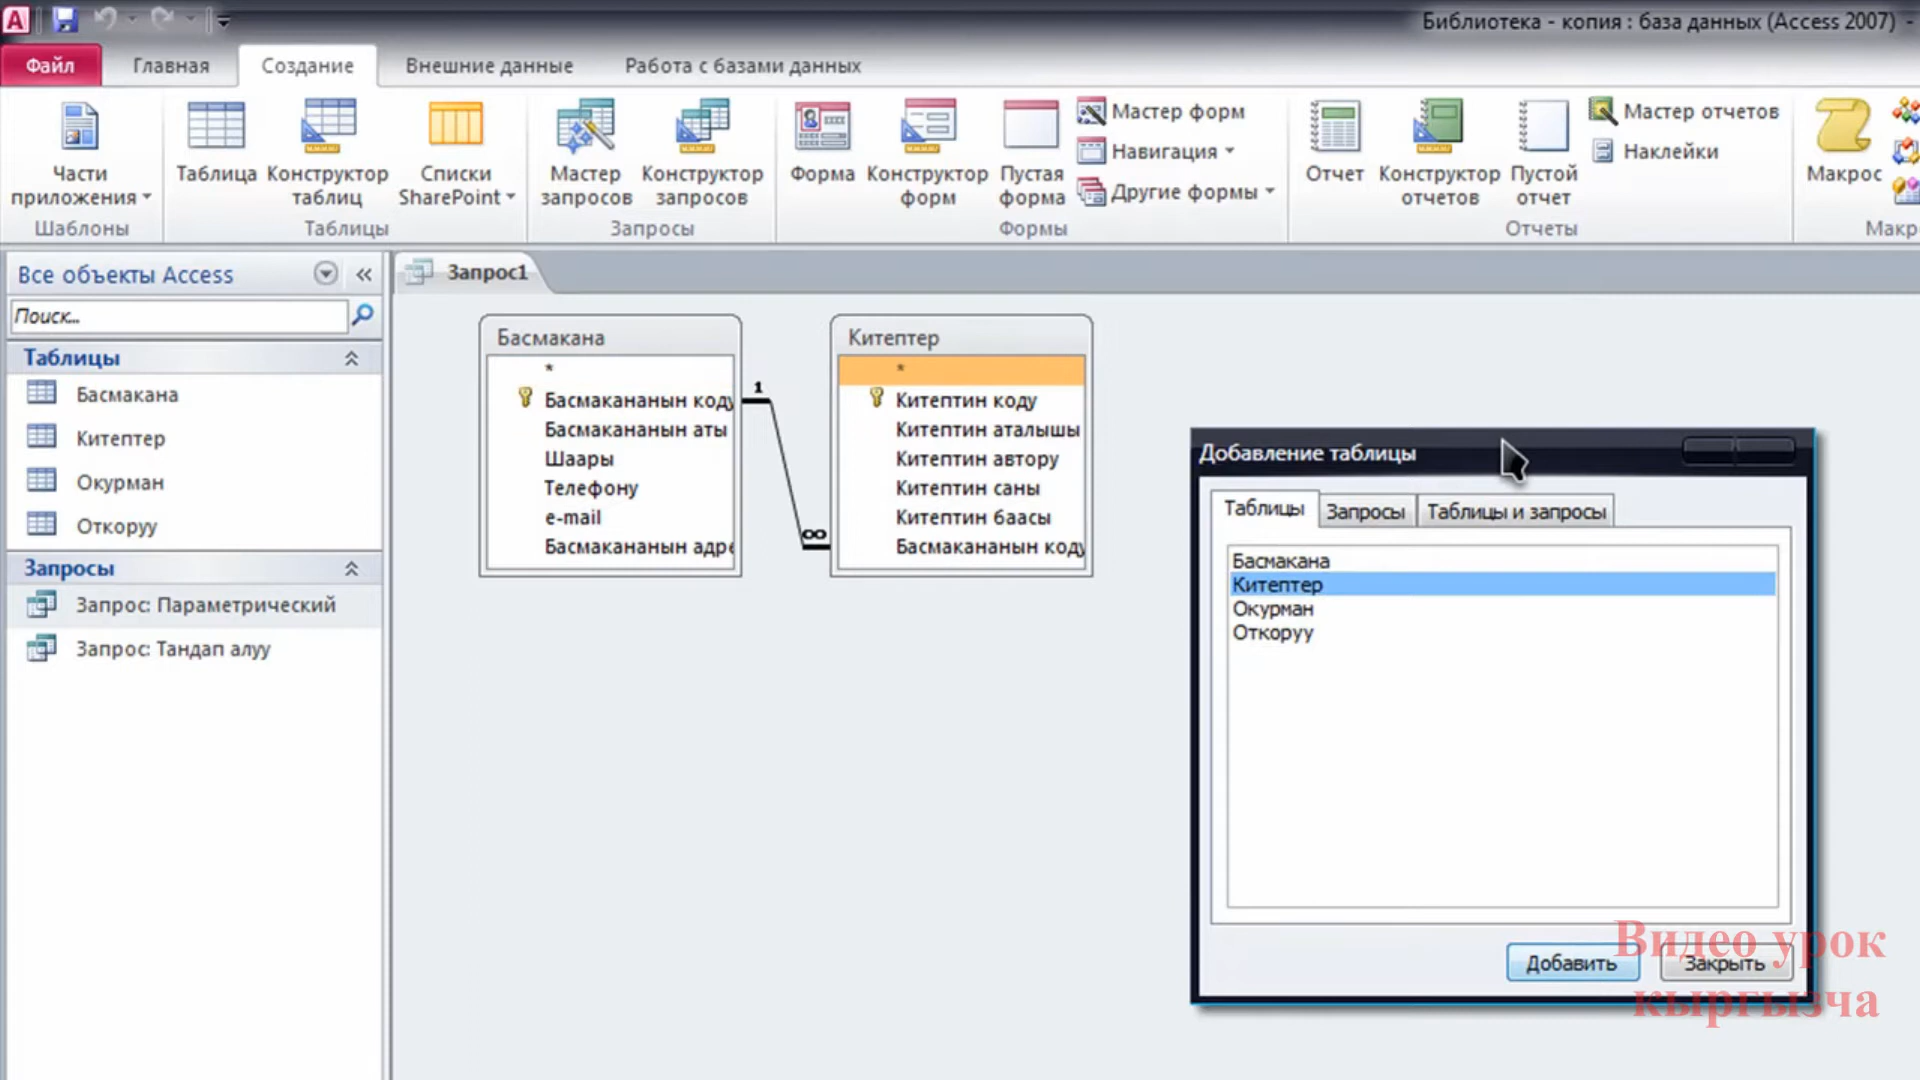 Библиотека - копия : база данных (Access 2007) -
Файл
Главная
Создание
Внешние данные
Работа с базами данных
Части приложения
Таблица
Конструктор таблиц
Списки SharePoint
Мастер запросов
Конструктор запросов
Форма
Конструктор форм
Пустая форма
Мастер форм
Навигация
Другие формы
Отчет
Конструктор отчетов
Пустой отчет
Мастер отчетов
Наклейки
Макрос
Шаблоны
Таблицы
Запросы
Формы
Отчеты
Макр
Все объекты Access
Поиск...
Таблицы
Басмакана
Китептер
Окурман
Откоруу
Запросы
Запрос: Параметрический
Запрос: Тандап алуу
Запрос1
Басмакана
*
Басмакананын коду
Басмакананын аты
Шаары
Телефону
e-mail
Басмакананын адре
1
∞
Китептер
*
Китептин коду
Китептин аталышы
Китептин автору
Китептин саны
Китептин баасы
Басмакананын коду
Добавление таблицы
Таблицы
Запросы
Таблицы и запросы
Басмакана
Китептер
Окурман
Откоруу
Добавить
Закрыть
Видео урок
кыргызча